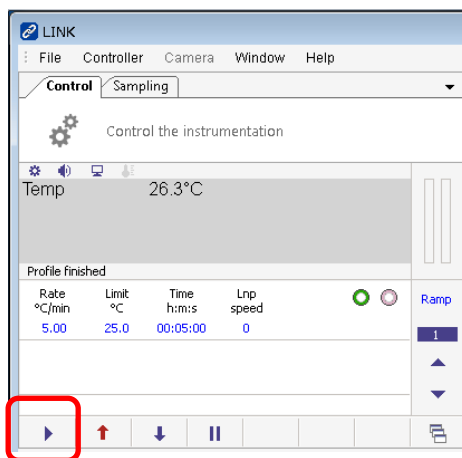 LINK
File Controller Camera Window Help
Control Sampling
Control the instrumentation
Temp 26.3°C
Profile finished
Rate Limit Time Lnp
°C/min °C h:m:s speed
Ramp
5.00 25.0 00:05:00 0
1